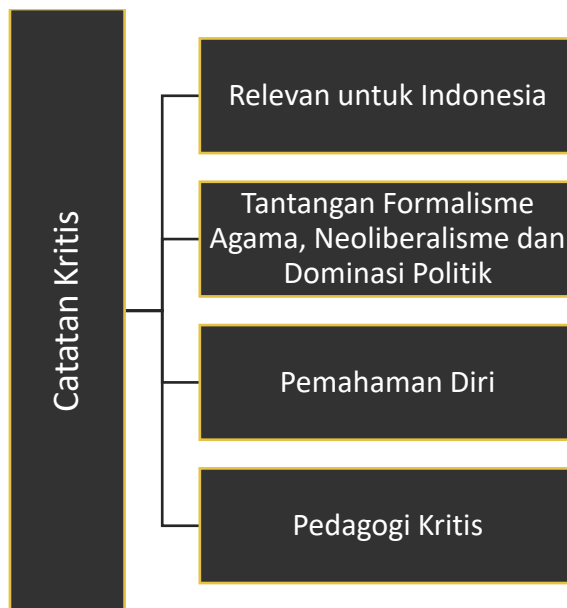 Catatan Kritis
Relevan untuk Indonesia
Tantangan Formalisme
Agama, Neoliberalisme dan
Dominasi Politik
Pemahaman Diri
Pedagogi Kritis